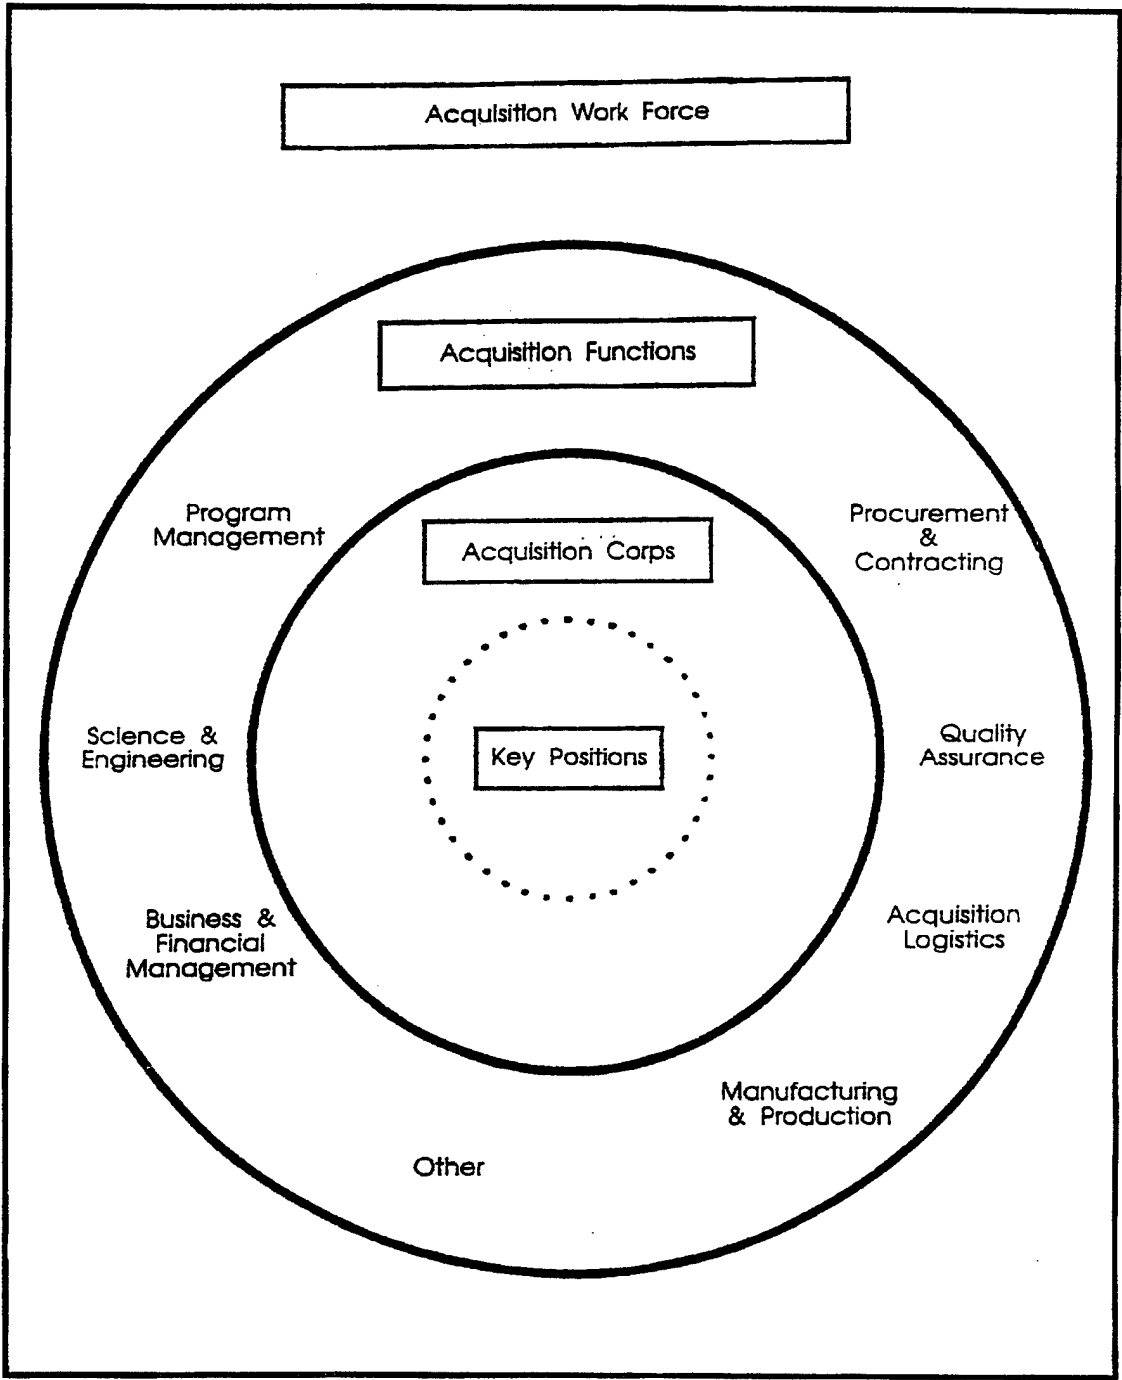 Acquisition Work Force
Acquisition Functions
Program
Management
Procurement
&
Contracting
Acquisition Corps
Science &
Engineering
Key Positions
Quality
Assurance
Business &
Financial
Management
Acquisition
Logistics
Manufacturing
& Production
Other